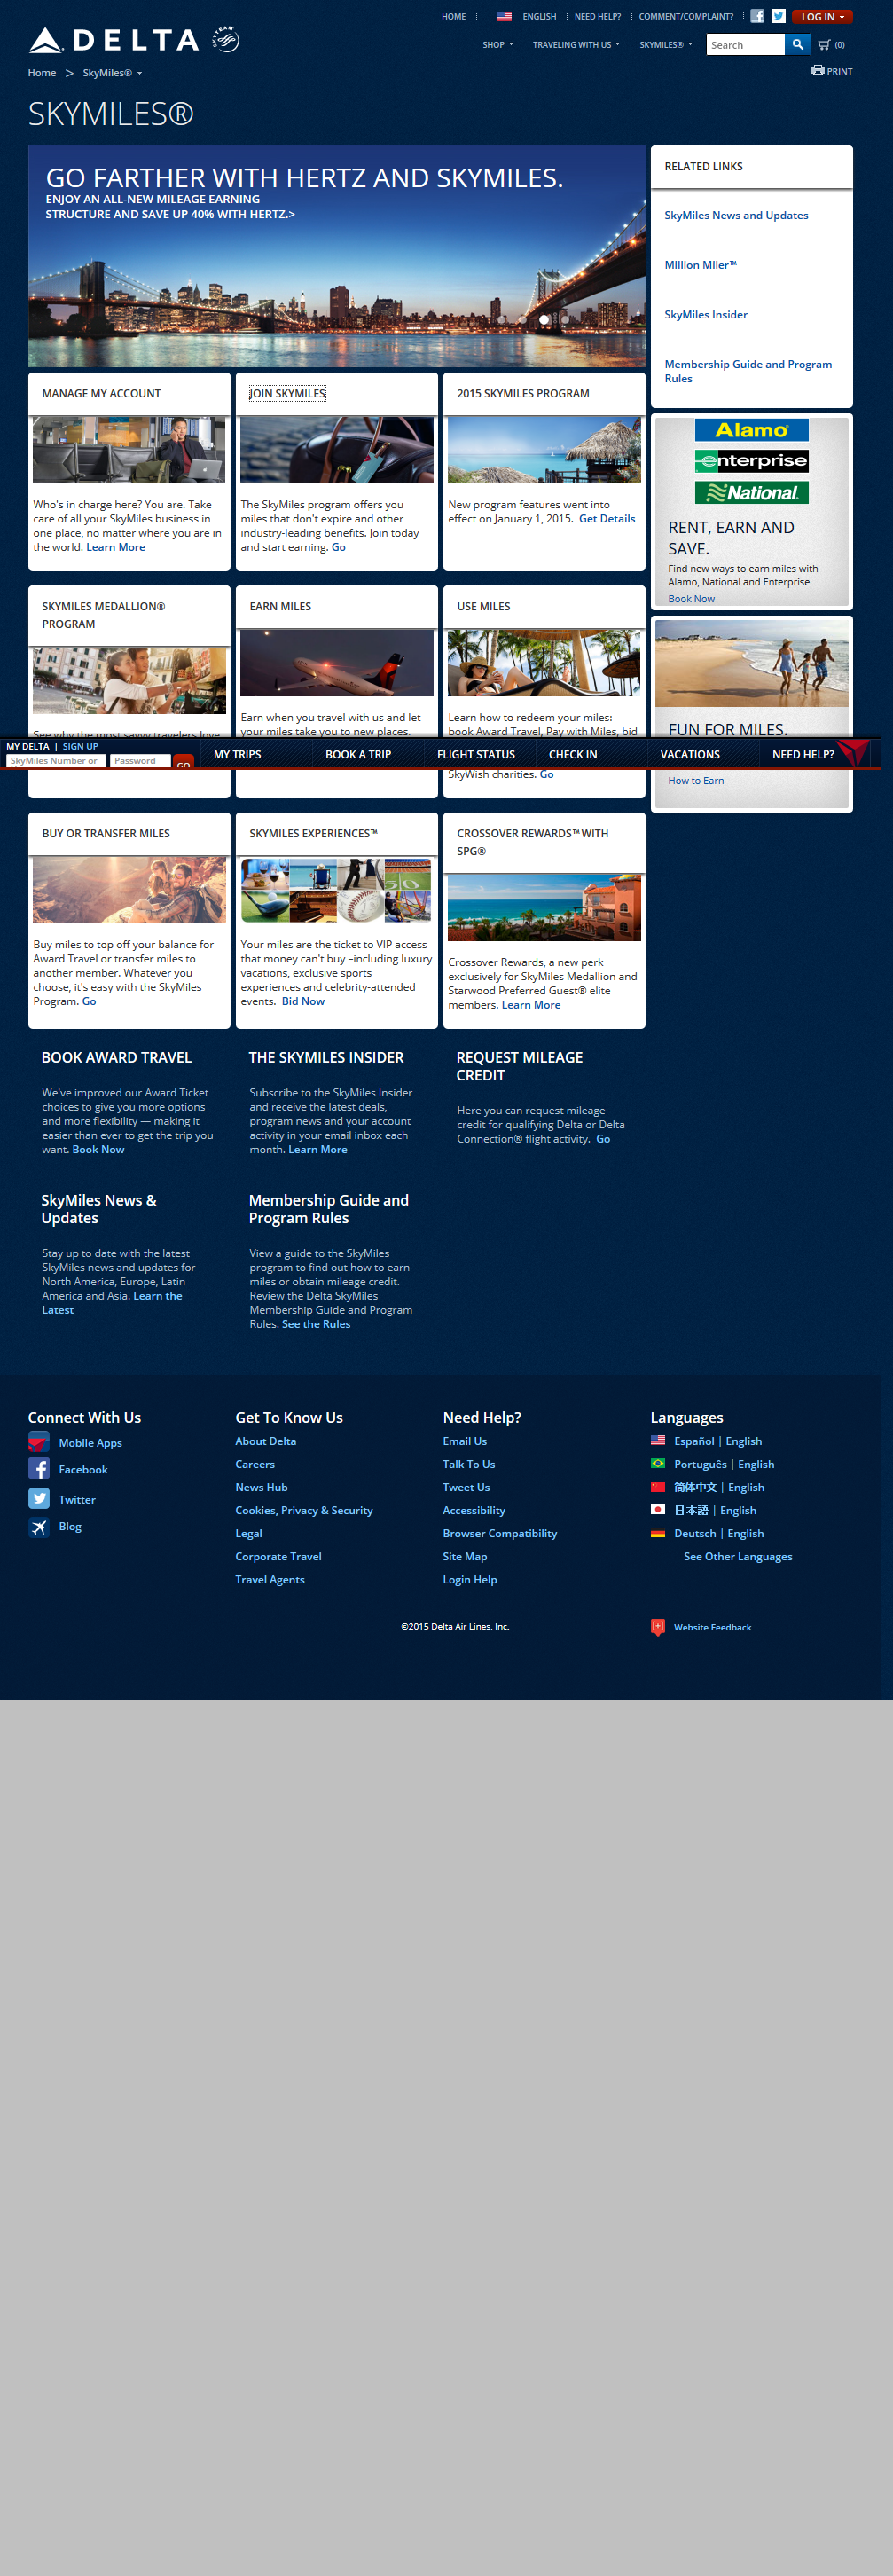 HOME
ENGLISH
NEED HELP?
COMMENT/COMPLAINT?
LOG IN
DELTA
SHOP
TRAVELING WITH US
SKYMILES®
Search
(0)
Home > SkyMiles®
PRINT
SKYMILES®
GO FARTHER WITH HERTZ AND SKYMILES.
ENJOY AN ALL-NEW MILEAGE EARNING
STRUCTURE AND SAVE UP 40% WITH HERTZ.>
RELATED LINKS
SkyMiles News and Updates
Million Miler™
SkyMiles Insider
Membership Guide and Program
Rules
MANAGE MY ACCOUNT
Who's in charge here? You are. Take
care of all your SkyMiles business in
one place, no matter where you are in
the world. Learn More
JOIN SKYMILES
The SkyMiles program offers you
miles that don't expire and other
industry-leading benefits. Join today
and start earning. Go
2015 SKYMILES PROGRAM
New program features went into
effect on January 1, 2015. Get Details
Alamo
enterprise
National
RENT, EARN AND
SAVE.
Find new ways to earn miles with
Alamo, National and Enterprise.
Book Now
SKYMILES MEDALLION®
PROGRAM
See why the most savvy travelers love
EARN MILES
Earn when you travel with us and let
your miles take you to new places.
USE MILES
Learn how to redeem your miles:
book Award Travel, Pay with Miles, bid
SkyWish charities. Go
FUN FOR MILES.
How to Earn
MY DELTA | SIGN UP
SkyMiles Number or
Password
GO
MY TRIPS
BOOK A TRIP
FLIGHT STATUS
CHECK IN
VACATIONS
NEED HELP?
BUY OR TRANSFER MILES
Buy miles to top off your balance for
Award Travel or transfer miles to
another member. Whatever you
choose, it's easy with the SkyMiles
Program. Go
SKYMILES EXPERIENCES™
Your miles are the ticket to VIP access
that money can't buy –including luxury
vacations, exclusive sports
experiences and celebrity-attended
events. Bid Now
CROSSOVER REWARDS™ WITH
SPG®
Crossover Rewards, a new perk
exclusively for SkyMiles Medallion and
Starwood Preferred Guest® elite
members. Learn More
BOOK AWARD TRAVEL
We've improved our Award Ticket
choices to give you more options
and more flexibility — making it
easier than ever to get the trip you
want. Book Now
THE SKYMILES INSIDER
Subscribe to the SkyMiles Insider
and receive the latest deals,
program news and your account
activity in your email inbox each
month. Learn More
REQUEST MILEAGE
CREDIT
Here you can request mileage
credit for qualifying Delta or Delta
Connection® flight activity. Go
SkyMiles News &
Updates
Stay up to date with the latest
SkyMiles news and updates for
North America, Europe, Latin
America and Asia. Learn the
Latest
Membership Guide and
Program Rules
View a guide to the SkyMiles
program to find out how to earn
miles or obtain mileage credit.
Review the Delta SkyMiles
Membership Guide and Program
Rules. See the Rules
Connect With Us
Mobile Apps
Facebook
Twitter
Blog
Get To Know Us
About Delta
Careers
News Hub
Cookies, Privacy & Security
Legal
Corporate Travel
Travel Agents
Need Help?
Email Us
Talk To Us
Tweet Us
Accessibility
Browser Compatibility
Site Map
Login Help
Languages
Español | English
Português | English
简体中文 | English
日本語 | English
Deutsch | English
See Other Languages
©2015 Delta Air Lines, Inc.
Website Feedback